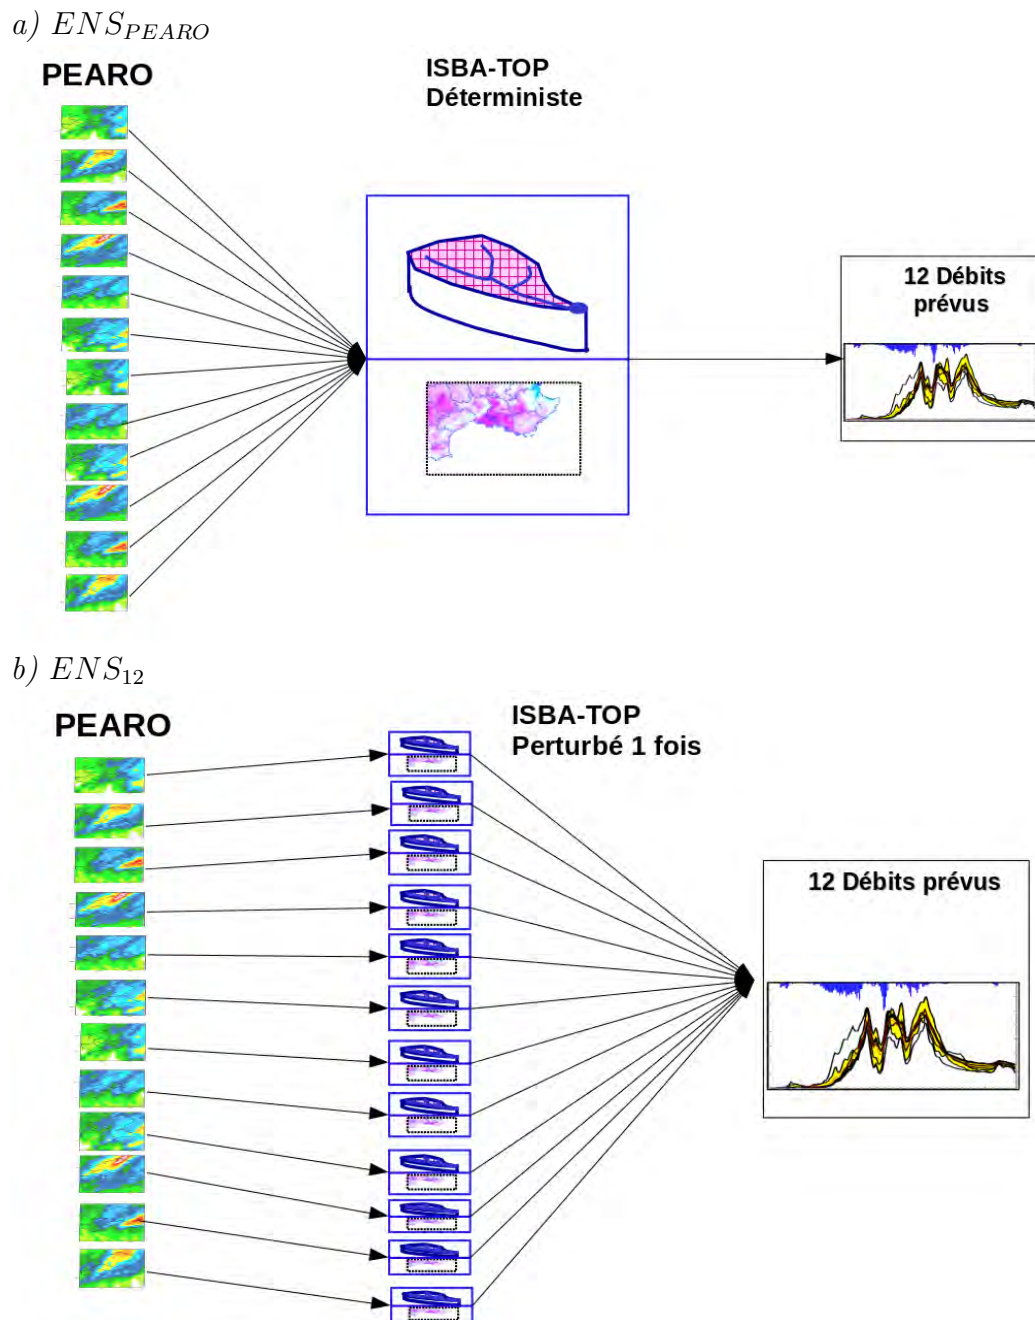 a) ENS_PEARO
PEARO
ISBA-TOP
Déterministe
12 Débits
prévus
b) ENS_12
PEARO
ISBA-TOP
Perturbé 1 fois
12 Débits prévus